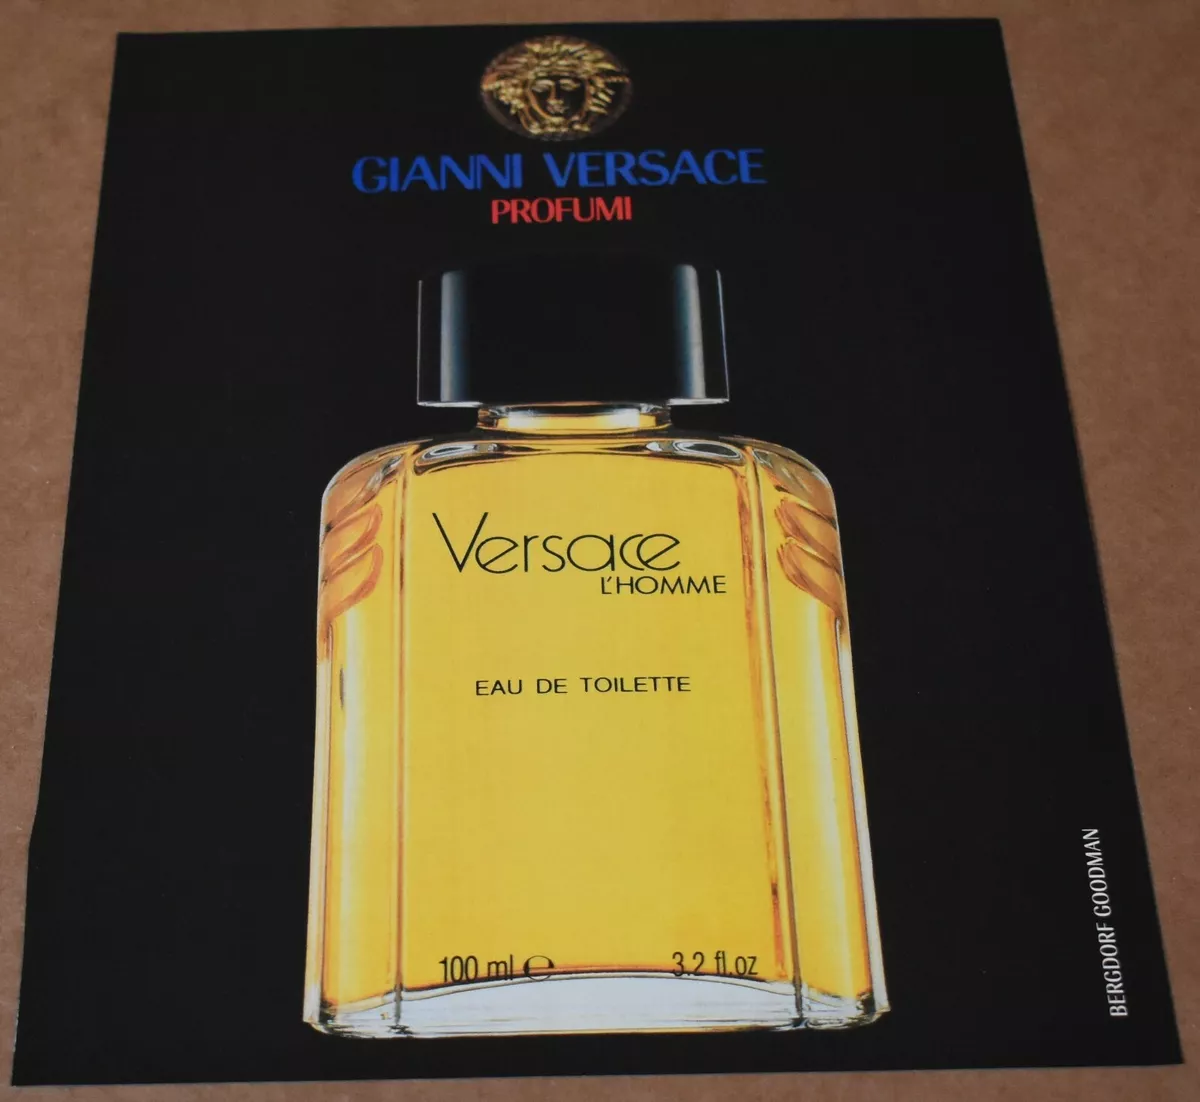 GIANNI VERSACE
PROFUMI
Versace
L'HOMME
EAU DE TOILETTE
100 ml ℮
3.2 fl.oz
BERGDORF GOODMAN